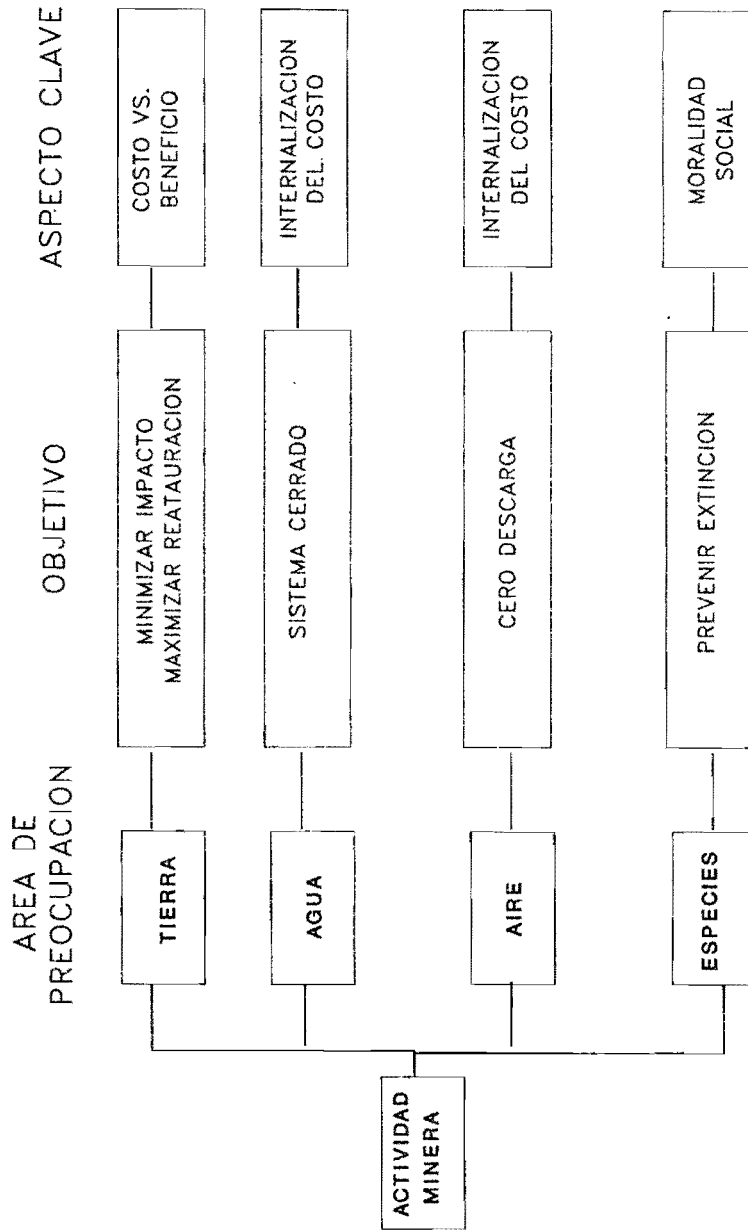 AREA DE
PREOCUPACION
OBJETIVO
ASPECTO CLAVE
ACTIVIDAD
MINERA
TIERRA
MINIMIZAR IMPACTO
MAXIMIZAR REATAURACION
COSTO VS.
BENEFICIO
AGUA
SISTEMA CERRADO
INTERNALIZACION
DEL COSTO
AIRE
CERO DESCARGA
INTERNALIZACION
DEL COSTO
ESPECIES
PREVENIR EXTINCION
MORALIDAD
SOCIAL